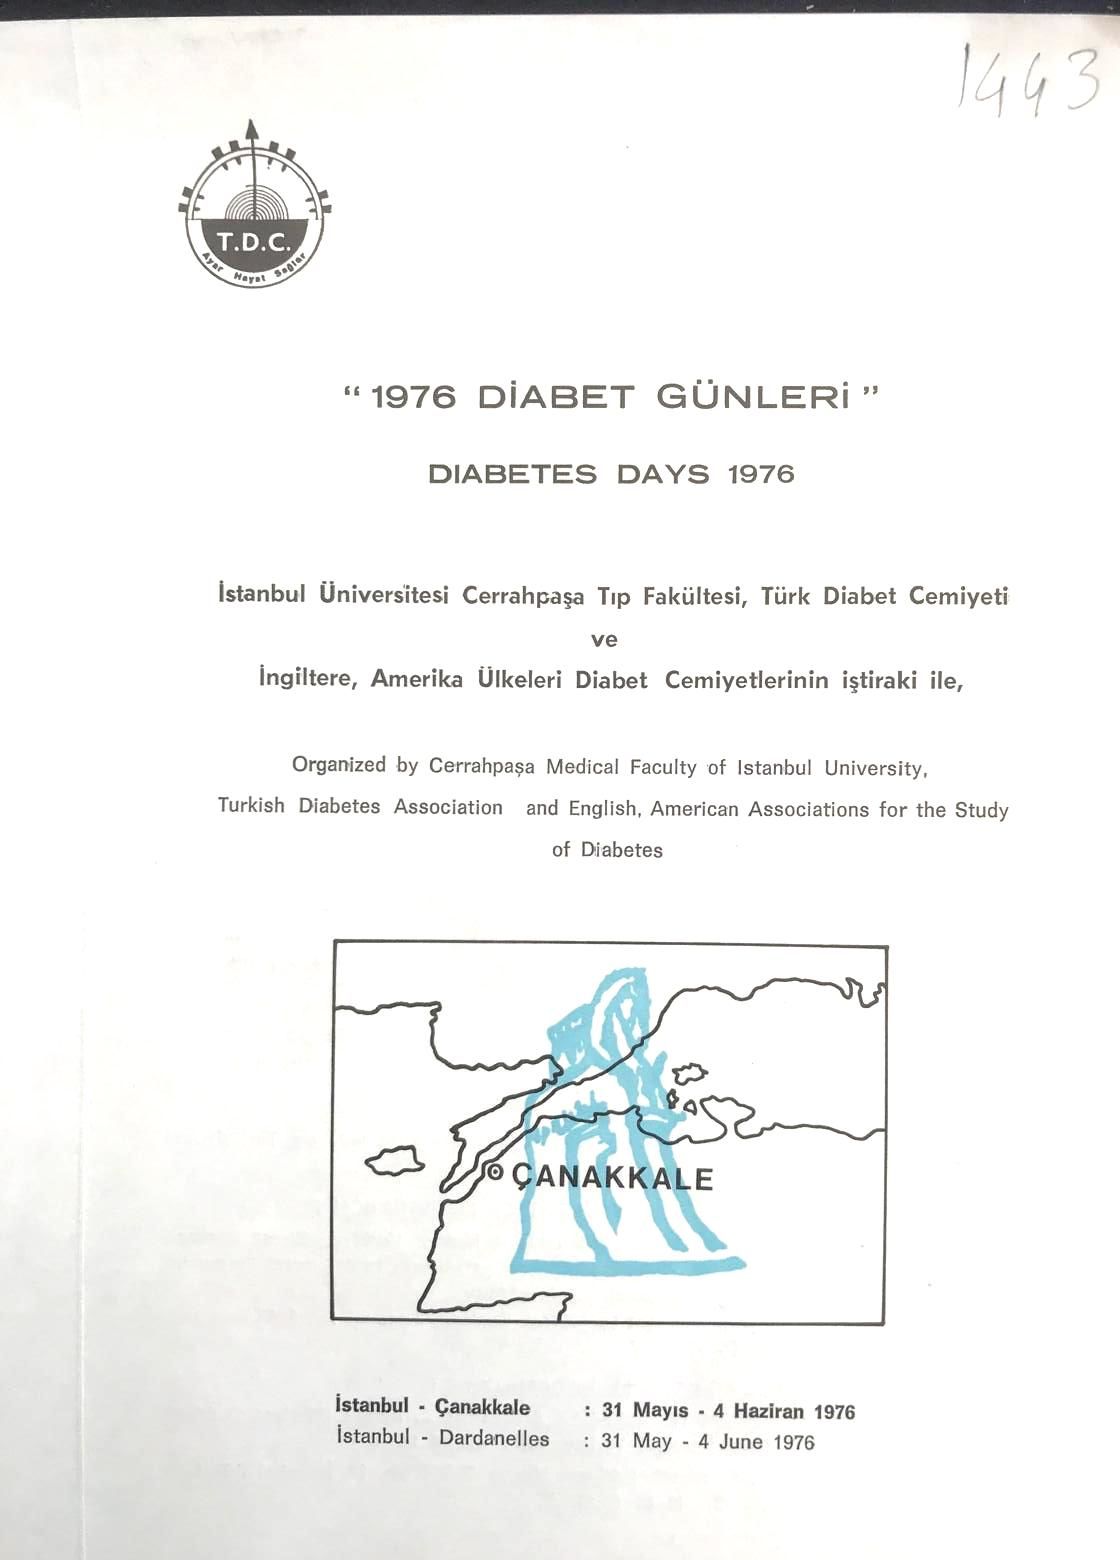 1443
T.D.C.
Ayar Hayat Sağlar
“ 1976 DİABET GÜNLERİ ”
DIABETES DAYS 1976
İstanbul Üniversitesi Cerrahpaşa Tıp Fakültesi, Türk Diabet Cemiyeti
ve
İngiltere, Amerika Ülkeleri Diabet Cemiyetlerinin iştiraki ile,
Organized by Cerrahpaşa Medical Faculty of Istanbul University,
Turkish Diabetes Association and English, American Associations for the Study
of Diabetes
ÇANAKKALE
İstanbul - Çanakkale : 31 Mayıs - 4 Haziran 1976
İstanbul - Dardanelles : 31 May - 4 June 1976